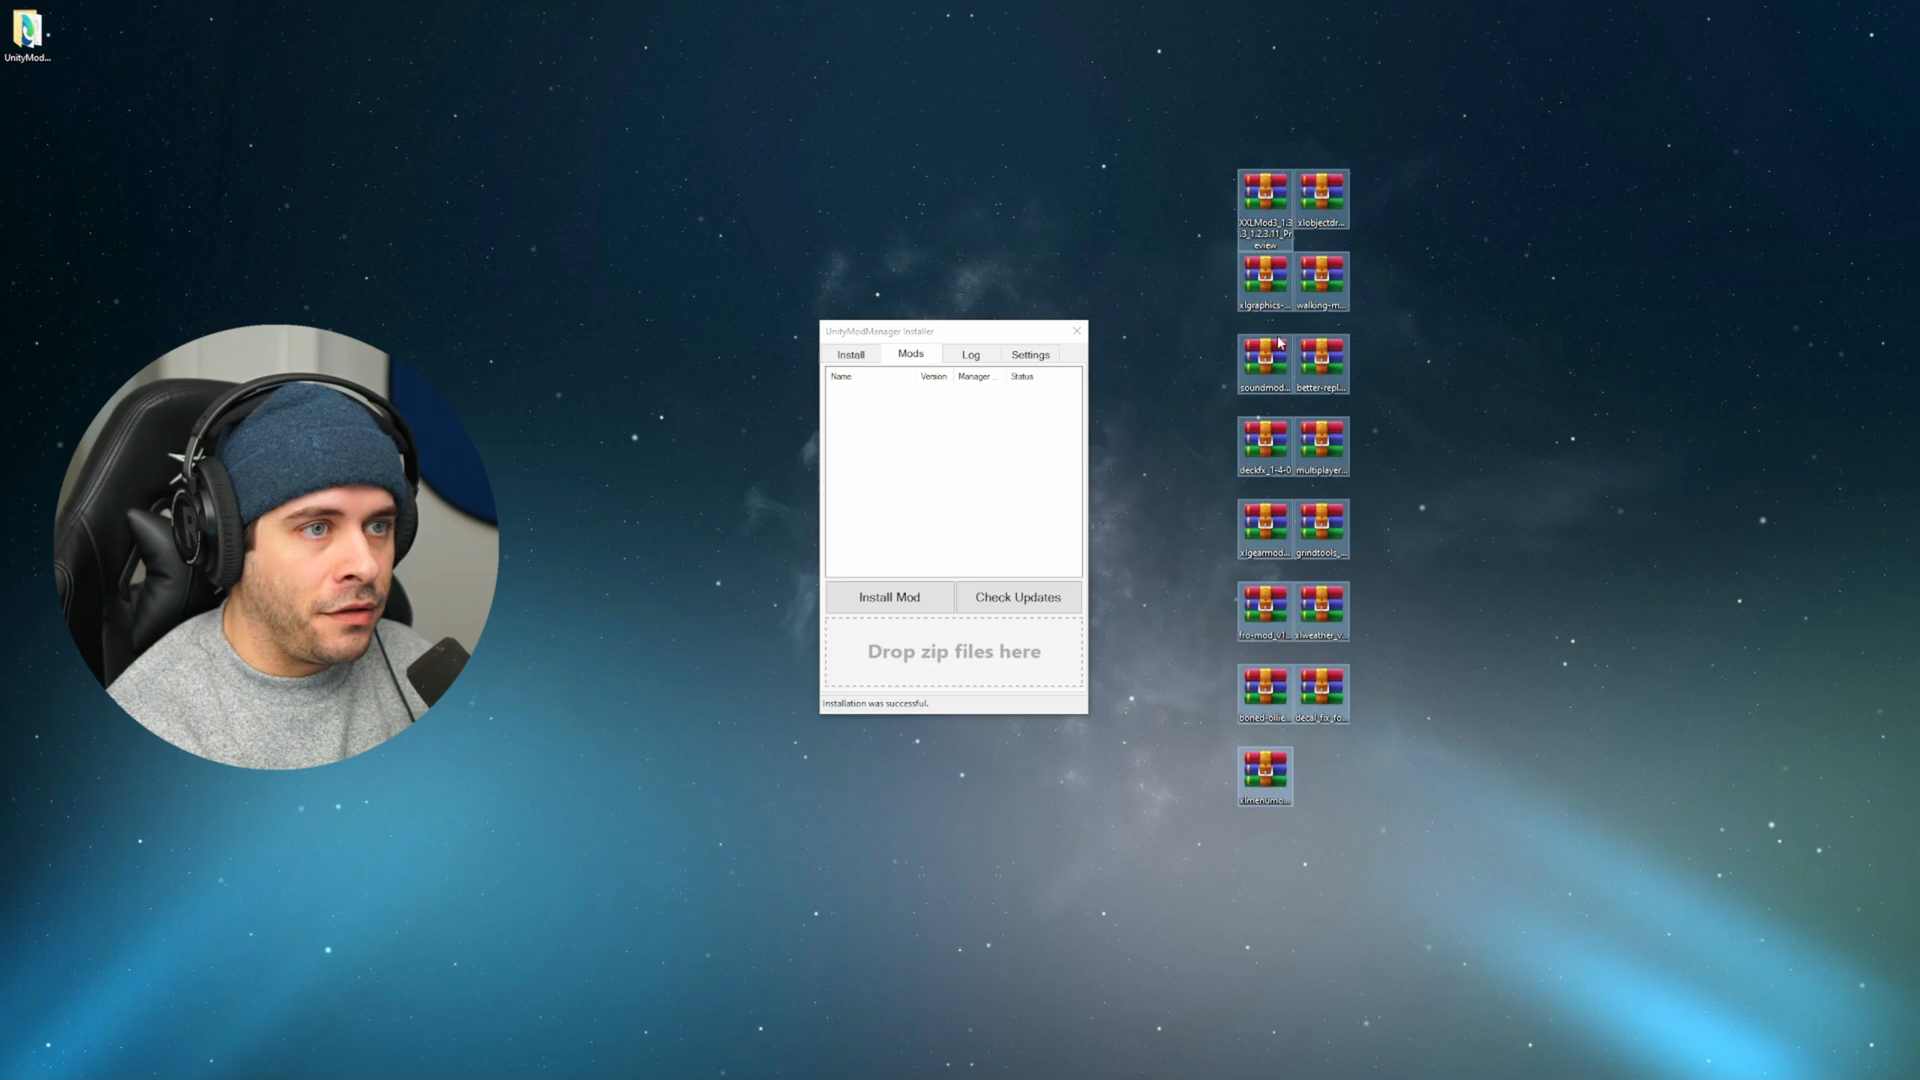 UnityMod...
XXLMod3_1.3
.3_1.2.3.11_Pr
eview
xlobjectdr...
xlgraphics-...
walking-m...
UnityModManager Installer
Install
Mods
Log
Settings
Name
Version
Manager ...
Status
soundmod...
better-repl...
deckfx_1-4-0
multiplayer...
xlgearmod...
grindtools_...
Install Mod
Check Updates
fro-mod_v1...
xlweather_v...
Drop zip files here
Installation was successful.
boned-ollie...
decal_fix_fo...
xlmenumo...